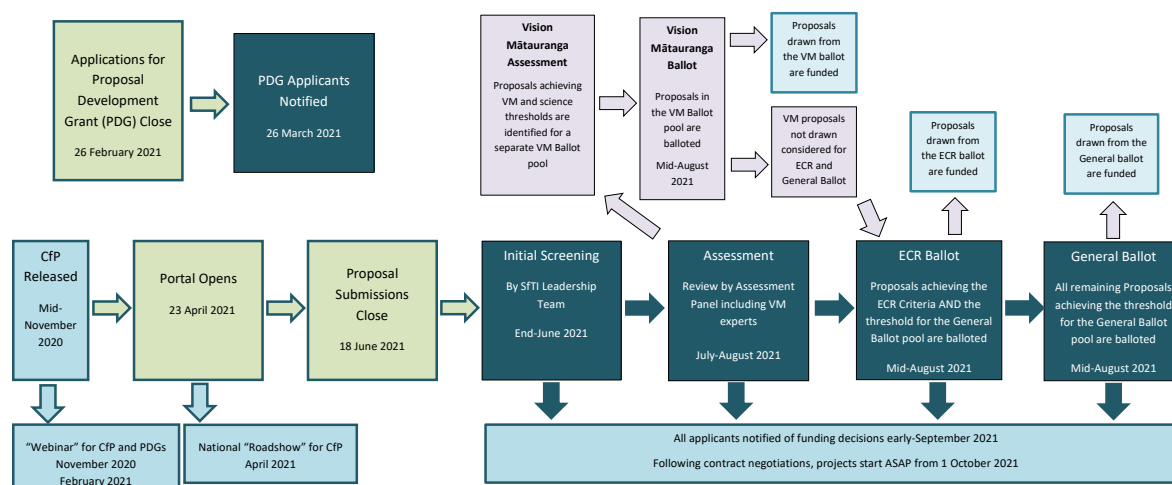 Applications for
Proposal
Development
Grant (PDG) Close
26 February 2021
PDG Applicants
Notified
26 March 2021
Vision
Mātauranga
Assessment
Proposals achieving
VM and science
thresholds are
identified for a
separate VM Ballot
pool
Vision
Mātauranga
Ballot
Proposals in
the VM Ballot
pool are
balloted
Mid-August
2021
Proposals
drawn from
the VM ballot
are funded
VM proposals
not drawn
considered for
ECR and
General Ballot
Proposals
drawn from
the ECR ballot
are funded
Proposals
drawn from the
General ballot
are funded
CfP
Released
Mid-
November
2020
Portal Opens
23 April 2021
Proposal
Submissions
Close
18 June 2021
Initial Screening
By SfTI Leadership
Team
End-June 2021
Assessment
Review by Assessment
Panel including VM
experts
July-August 2021
ECR Ballot
Proposals achieving the
ECR Criteria AND the
threshold for the General
Ballot pool are balloted
Mid-August 2021
General Ballot
All remaining Proposals
achieving the threshold
for the General Ballot
pool are balloted
Mid-August 2021
"Webinar" for CfP and PDGs
November 2020
February 2021
National "Roadshow" for CfP
April 2021
All applicants notified of funding decisions early-September 2021
Following contract negotiations, projects start ASAP from 1 October 2021